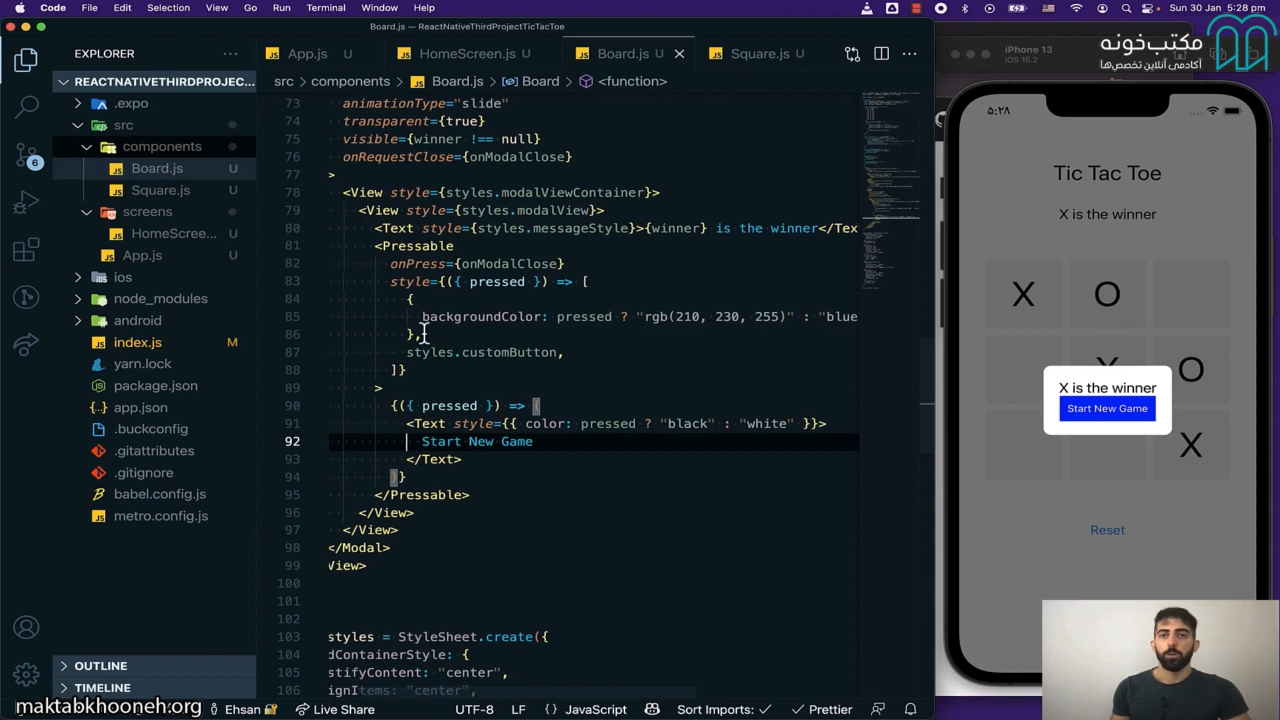 Code File Edit Selection View Go Run Terminal Window Help
Sun 30 Jan 5:28 pm
Board.js — ReactNativeThirdProjectTicTacToe
مکتب‌خونه
آکادمی آنلاین تخصص‌ها
iPhone 13
iOS 15.2
EXPLORER
App.js U
HomeScreen.js U
Board.js U
Square.js U
REACTNATIVETHIRDPROJEC...
src > components > Board.js > Board > <function>
.expo
src
components
Board.js U
Square.js U
screens
HomeScree... U
App.js U
ios
node_modules
android
index.js M
yarn.lock
package.json
app.json
.buckconfig
.gitattributes
.gitignore
babel.config.js
metro.config.js
OUTLINE
TIMELINE
6
73 animationType="slide"
74 transparent={true}
75 visible={winner !== null}
76 onRequestClose={onModalClose}
77 >
78 <View style={styles.modalViewContainer}>
79 <View style={styles.modalView}>
80 <Text style={styles.messageStyle}>{winner} is the winner</Tex
81 <Pressable
82 onPress={onModalClose}
83 style={({ pressed }) => [
84 {
85 backgroundColor: pressed ? "rgb(210, 230, 255)" : "blue
86 },
87 styles.customButton,
88 ]}
89 >
90 {({ pressed }) => (
91 <Text style={{ color: pressed ? "black" : "white" }}>
92 Start New Game
93 </Text>
94 )}
95 </Pressable>
96 </View>
97 </View>
98 </Modal>
99 View>
100
101
102
103 styles = StyleSheet.create({
104 dContainerStyle: {
105 stifyContent: "center",
106 ignItems: "center",
۵:۲۸
Tic Tac Toe
X is the winner
X O
X O
X is the winner
Start New Game
X
Reset
maktabkhooneh.org
Ehsan
Live Share
UTF-8 LF {} JavaScript Sort Imports: ✓ ✓ Prettier